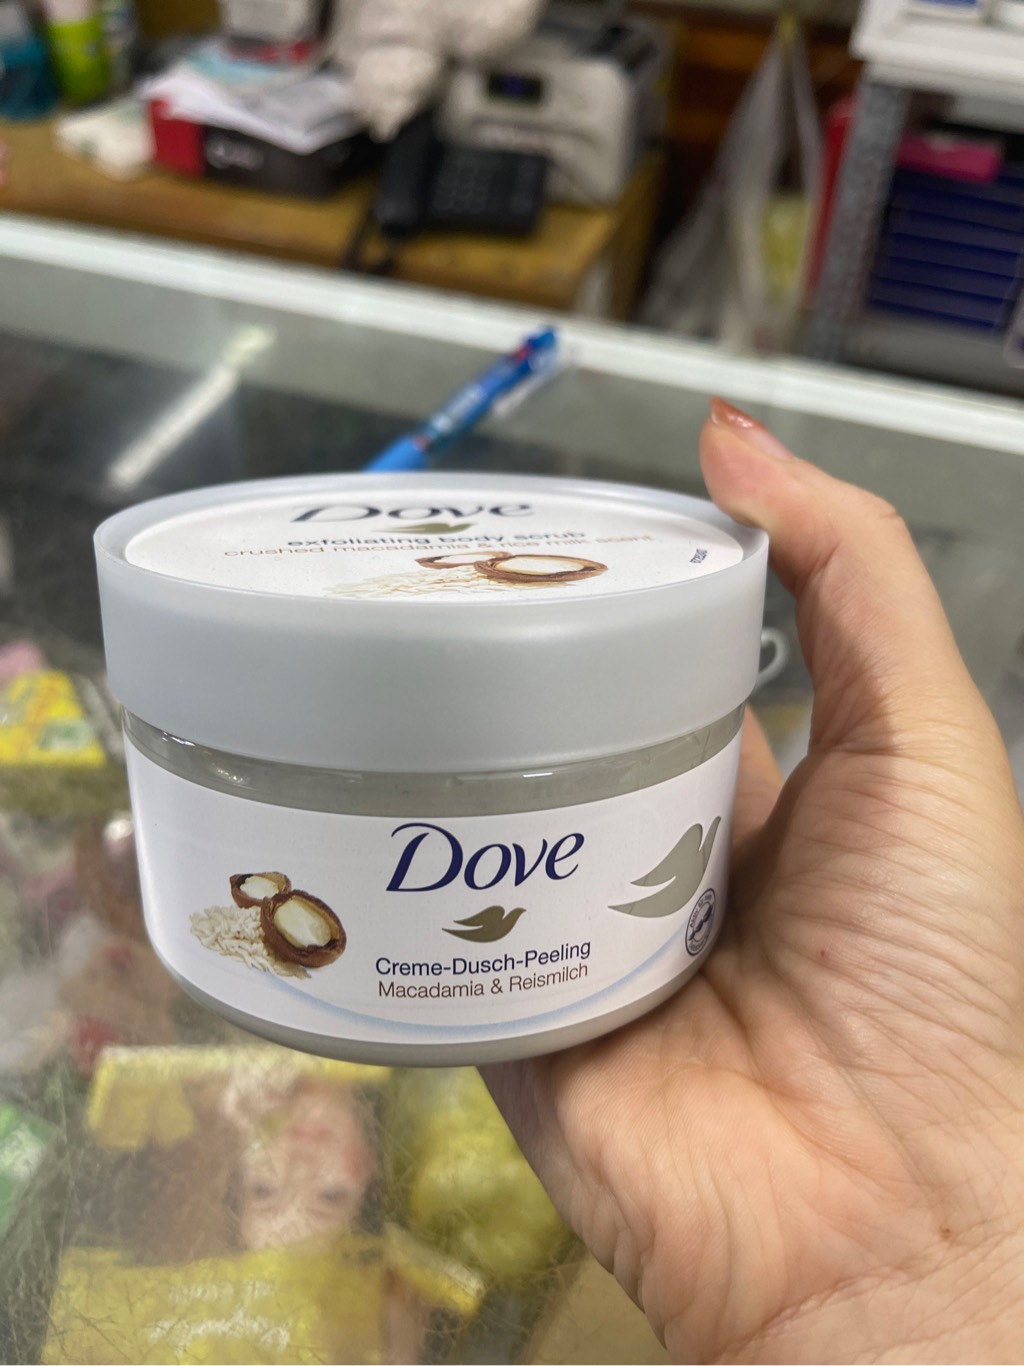 Dove
exfoliating body scrub
crushed macadamia & rice milk scent
Dove
Creme-Dusch-Peeling
Macadamia & Reismilch